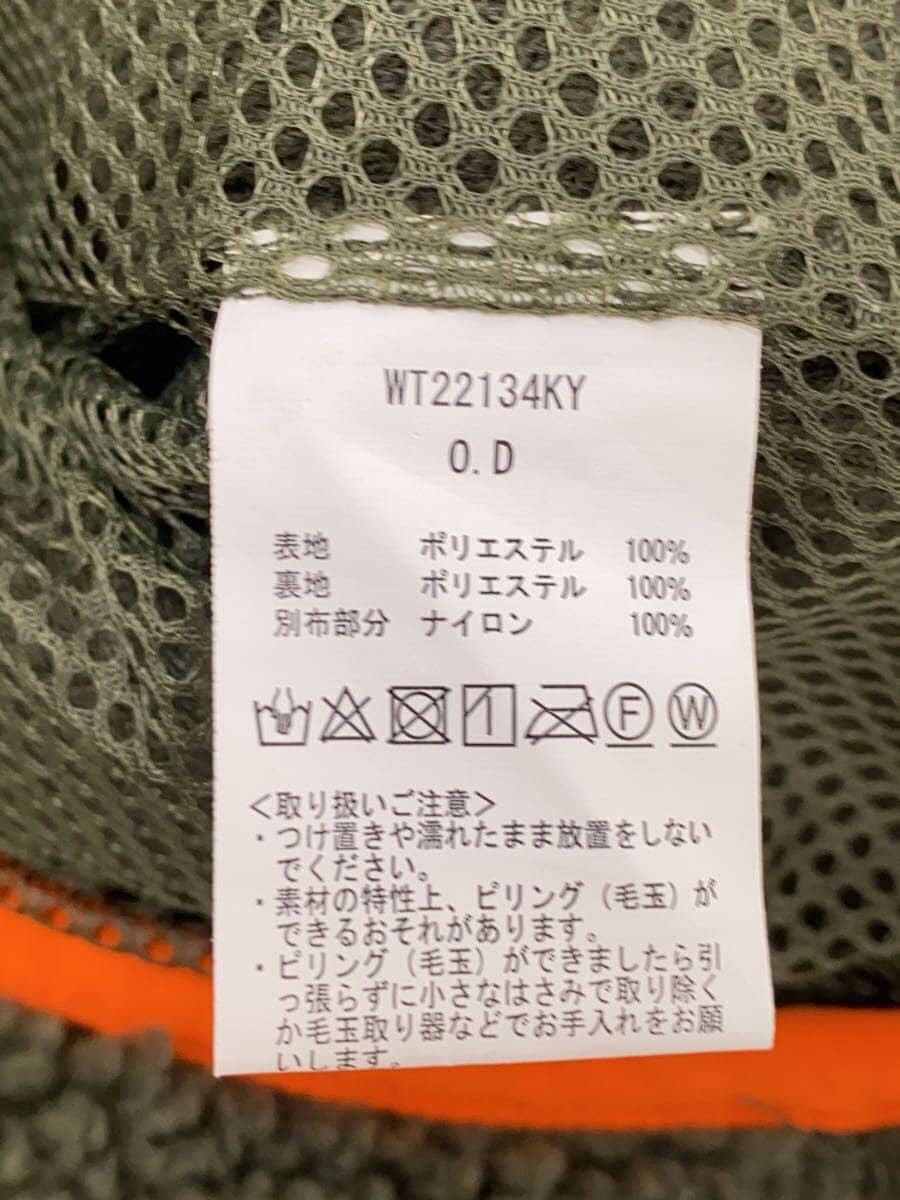 WT22134KY
O.D
表地 ポリエステル 100%
裏地 ポリエステル 100%
別布部分 ナイロン 100%
F W
<取り扱いご注意>
・つけ置きや濡れたまま放置をしない
でください。
・素材の特性上、ピリング（毛玉）が
できるおそれがあります。
・ピリング（毛玉）ができましたら引
っ張らずに小さなはさみで取り除く
か毛玉取り器などでお手入れをお願
いします。